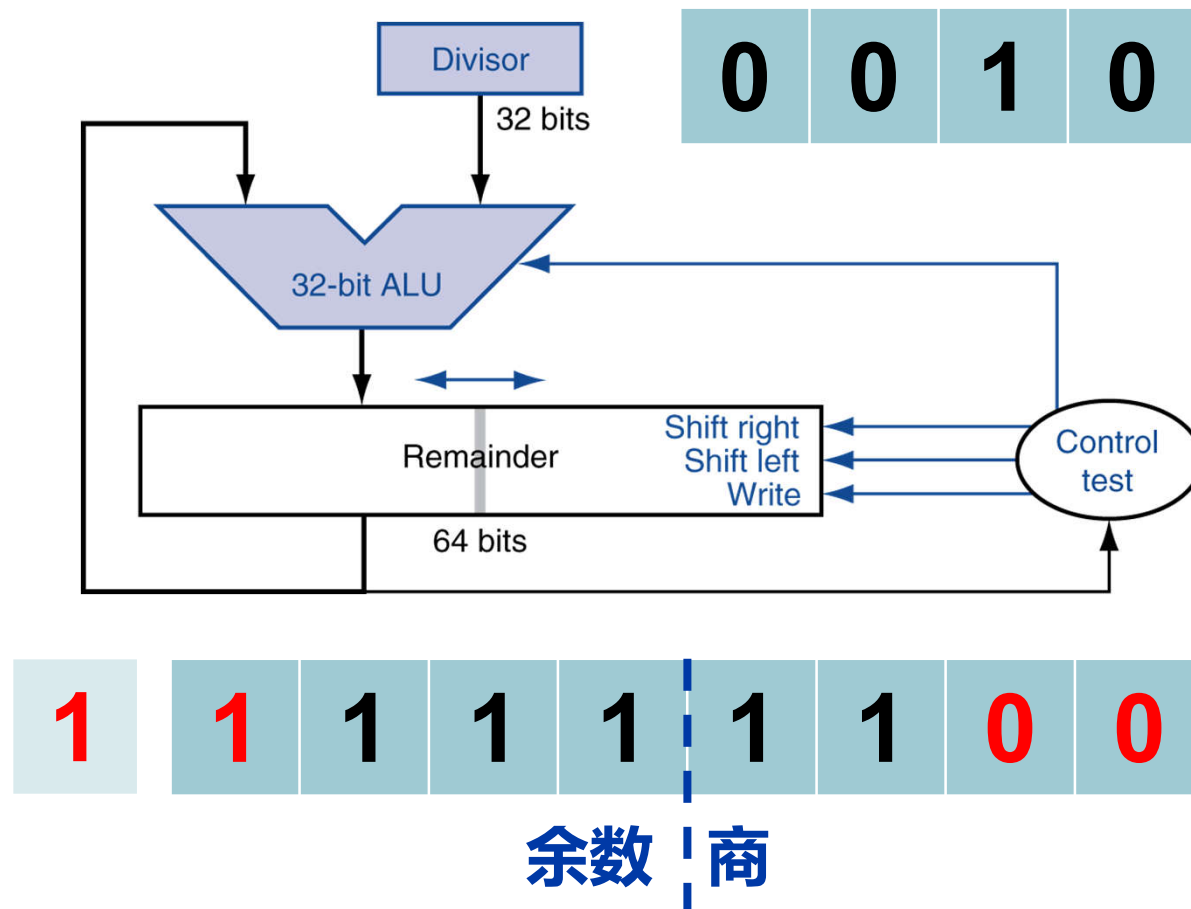 Divisor
0 0 1 0
32 bits
32-bit ALU
Remainder
Shift right
Shift left
Write
Control
test
64 bits
1 1 1 1 1 1 1 0 0
余数 商